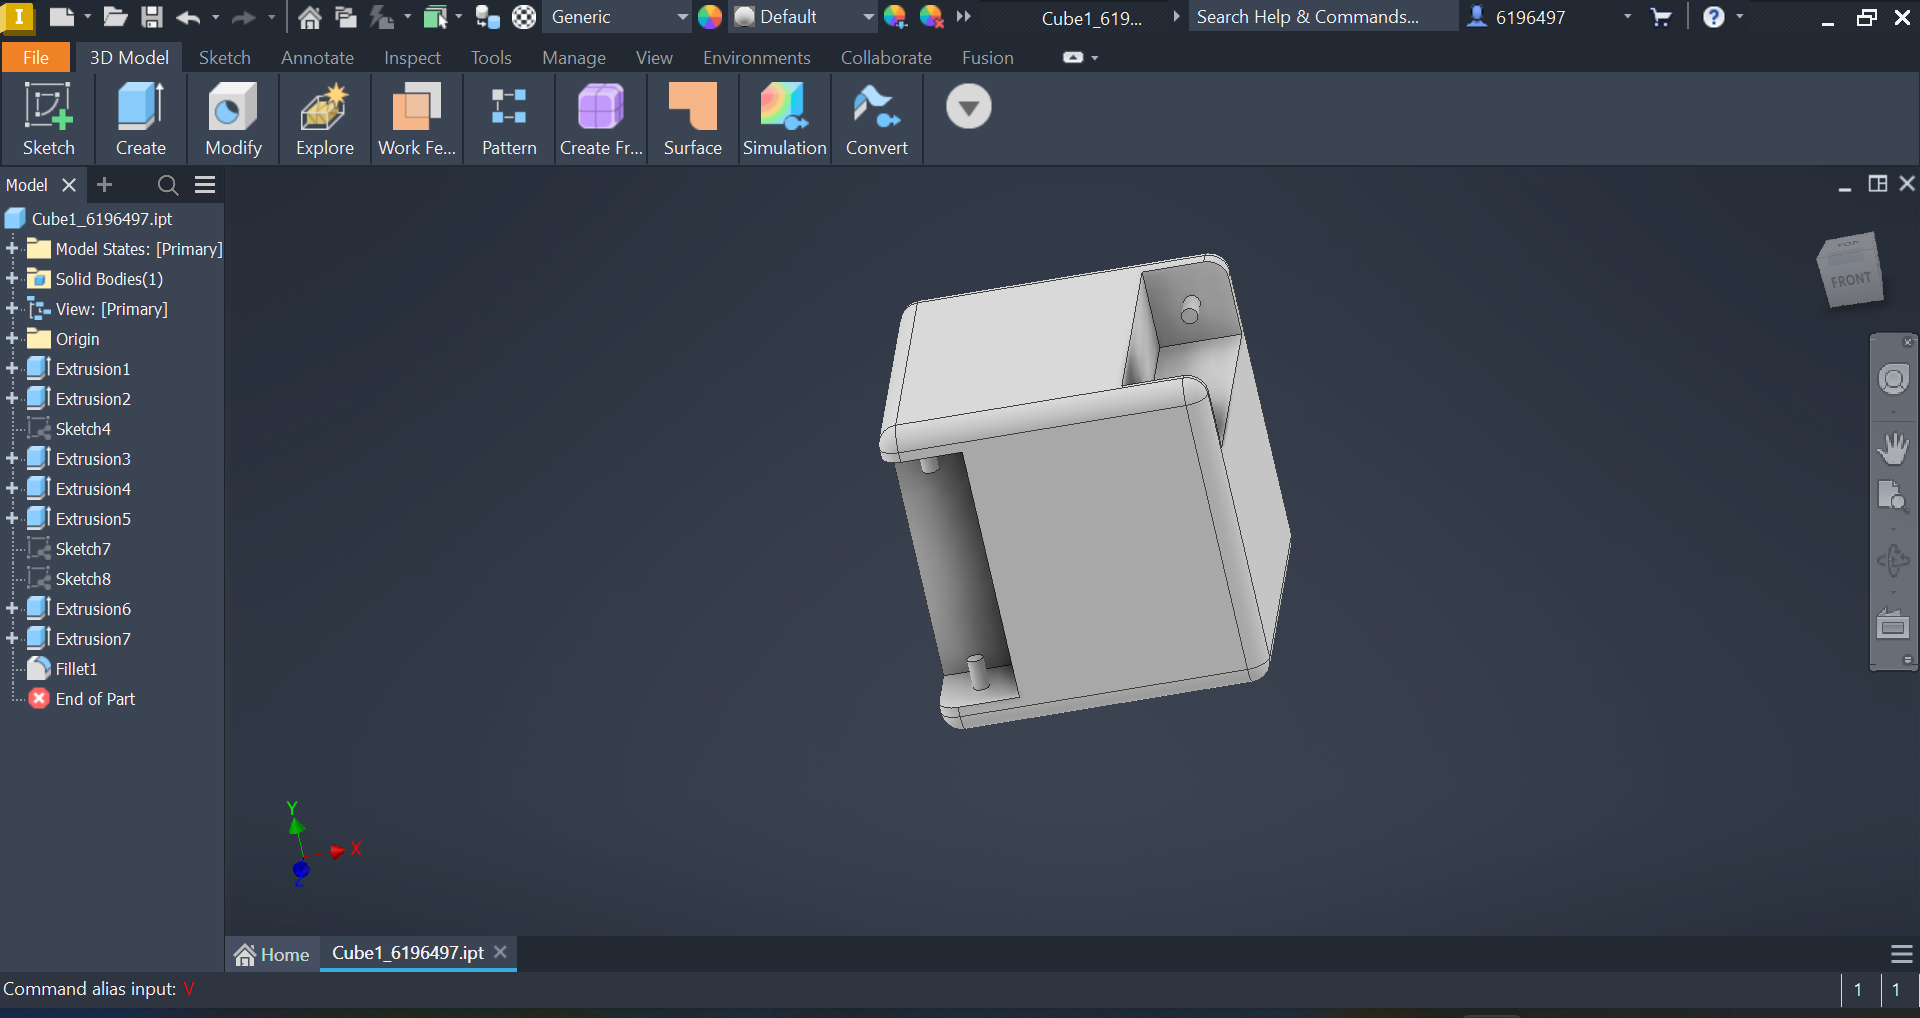 I
Generic
Default
Cube1_619...
Search Help & Commands...
6196497
?
File
3D Model
Sketch
Annotate
Inspect
Tools
Manage
View
Environments
Collaborate
Fusion
Sketch
Create
Modify
Explore
Work Fe...
Pattern
Create Fr...
Surface
Simulation
Convert
Model
Cube1_6196497.ipt
Model States: [Primary]
Solid Bodies(1)
View: [Primary]
Origin
Extrusion1
Extrusion2
Sketch4
Extrusion3
Extrusion4
Extrusion5
Sketch7
Sketch8
Extrusion6
Extrusion7
Fillet1
End of Part
TOP
FRONT
Y
X
Z
Home
Cube1_6196497.ipt
Command alias input: V
1
1